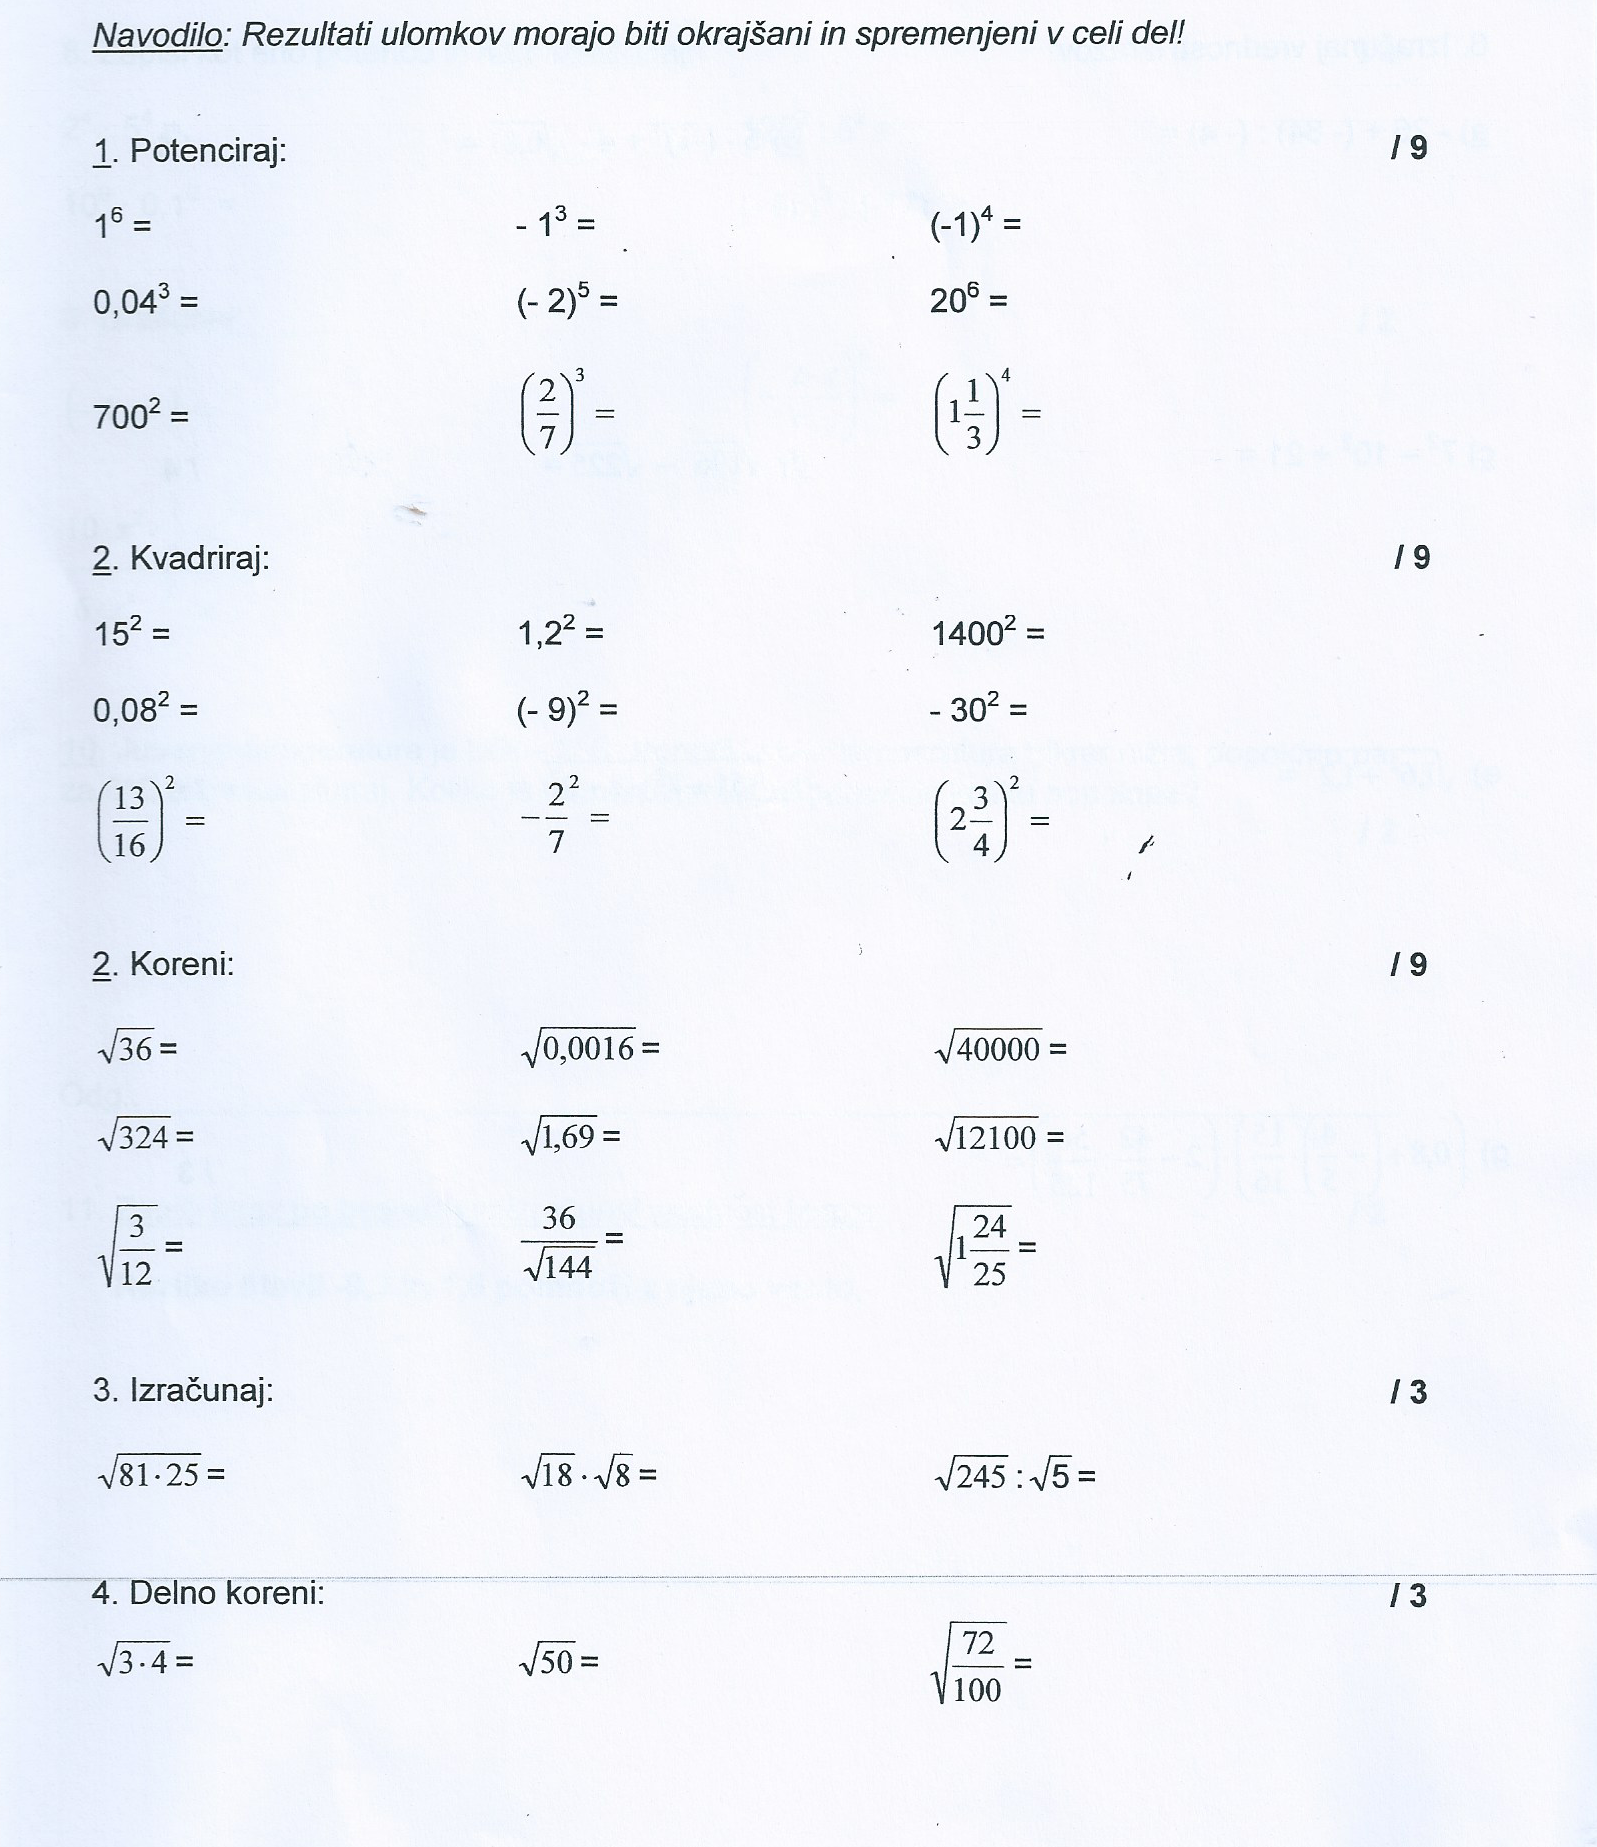 Navodilo: Rezultati ulomkov morajo biti okrajšani in spremenjeni v celi del!
1. Potenciraj: / 9
1⁶ = - 1³ = (-1)⁴ =
0,04³ = (- 2)⁵ = 20⁶ =
700² = (2/7)³ = (1 1/3)⁴ =
2. Kvadriraj: / 9
15² = 1,2² = 1400² =
0,08² = (- 9)² = - 30² =
(13/16)² = -2²/7 = (2 3/4)² =
2. Koreni: / 9
√36 = √0,0016 = √40000 =
√324 = √1,69 = √12100 =
√(3/12) = 36/√144 = √(1 24/25) =
3. Izračunaj: / 3
√(81·25) = √18 · √8 = √245 : √5 =
4. Delno koreni: / 3
√(3·4) = √50 = √(72/100) =